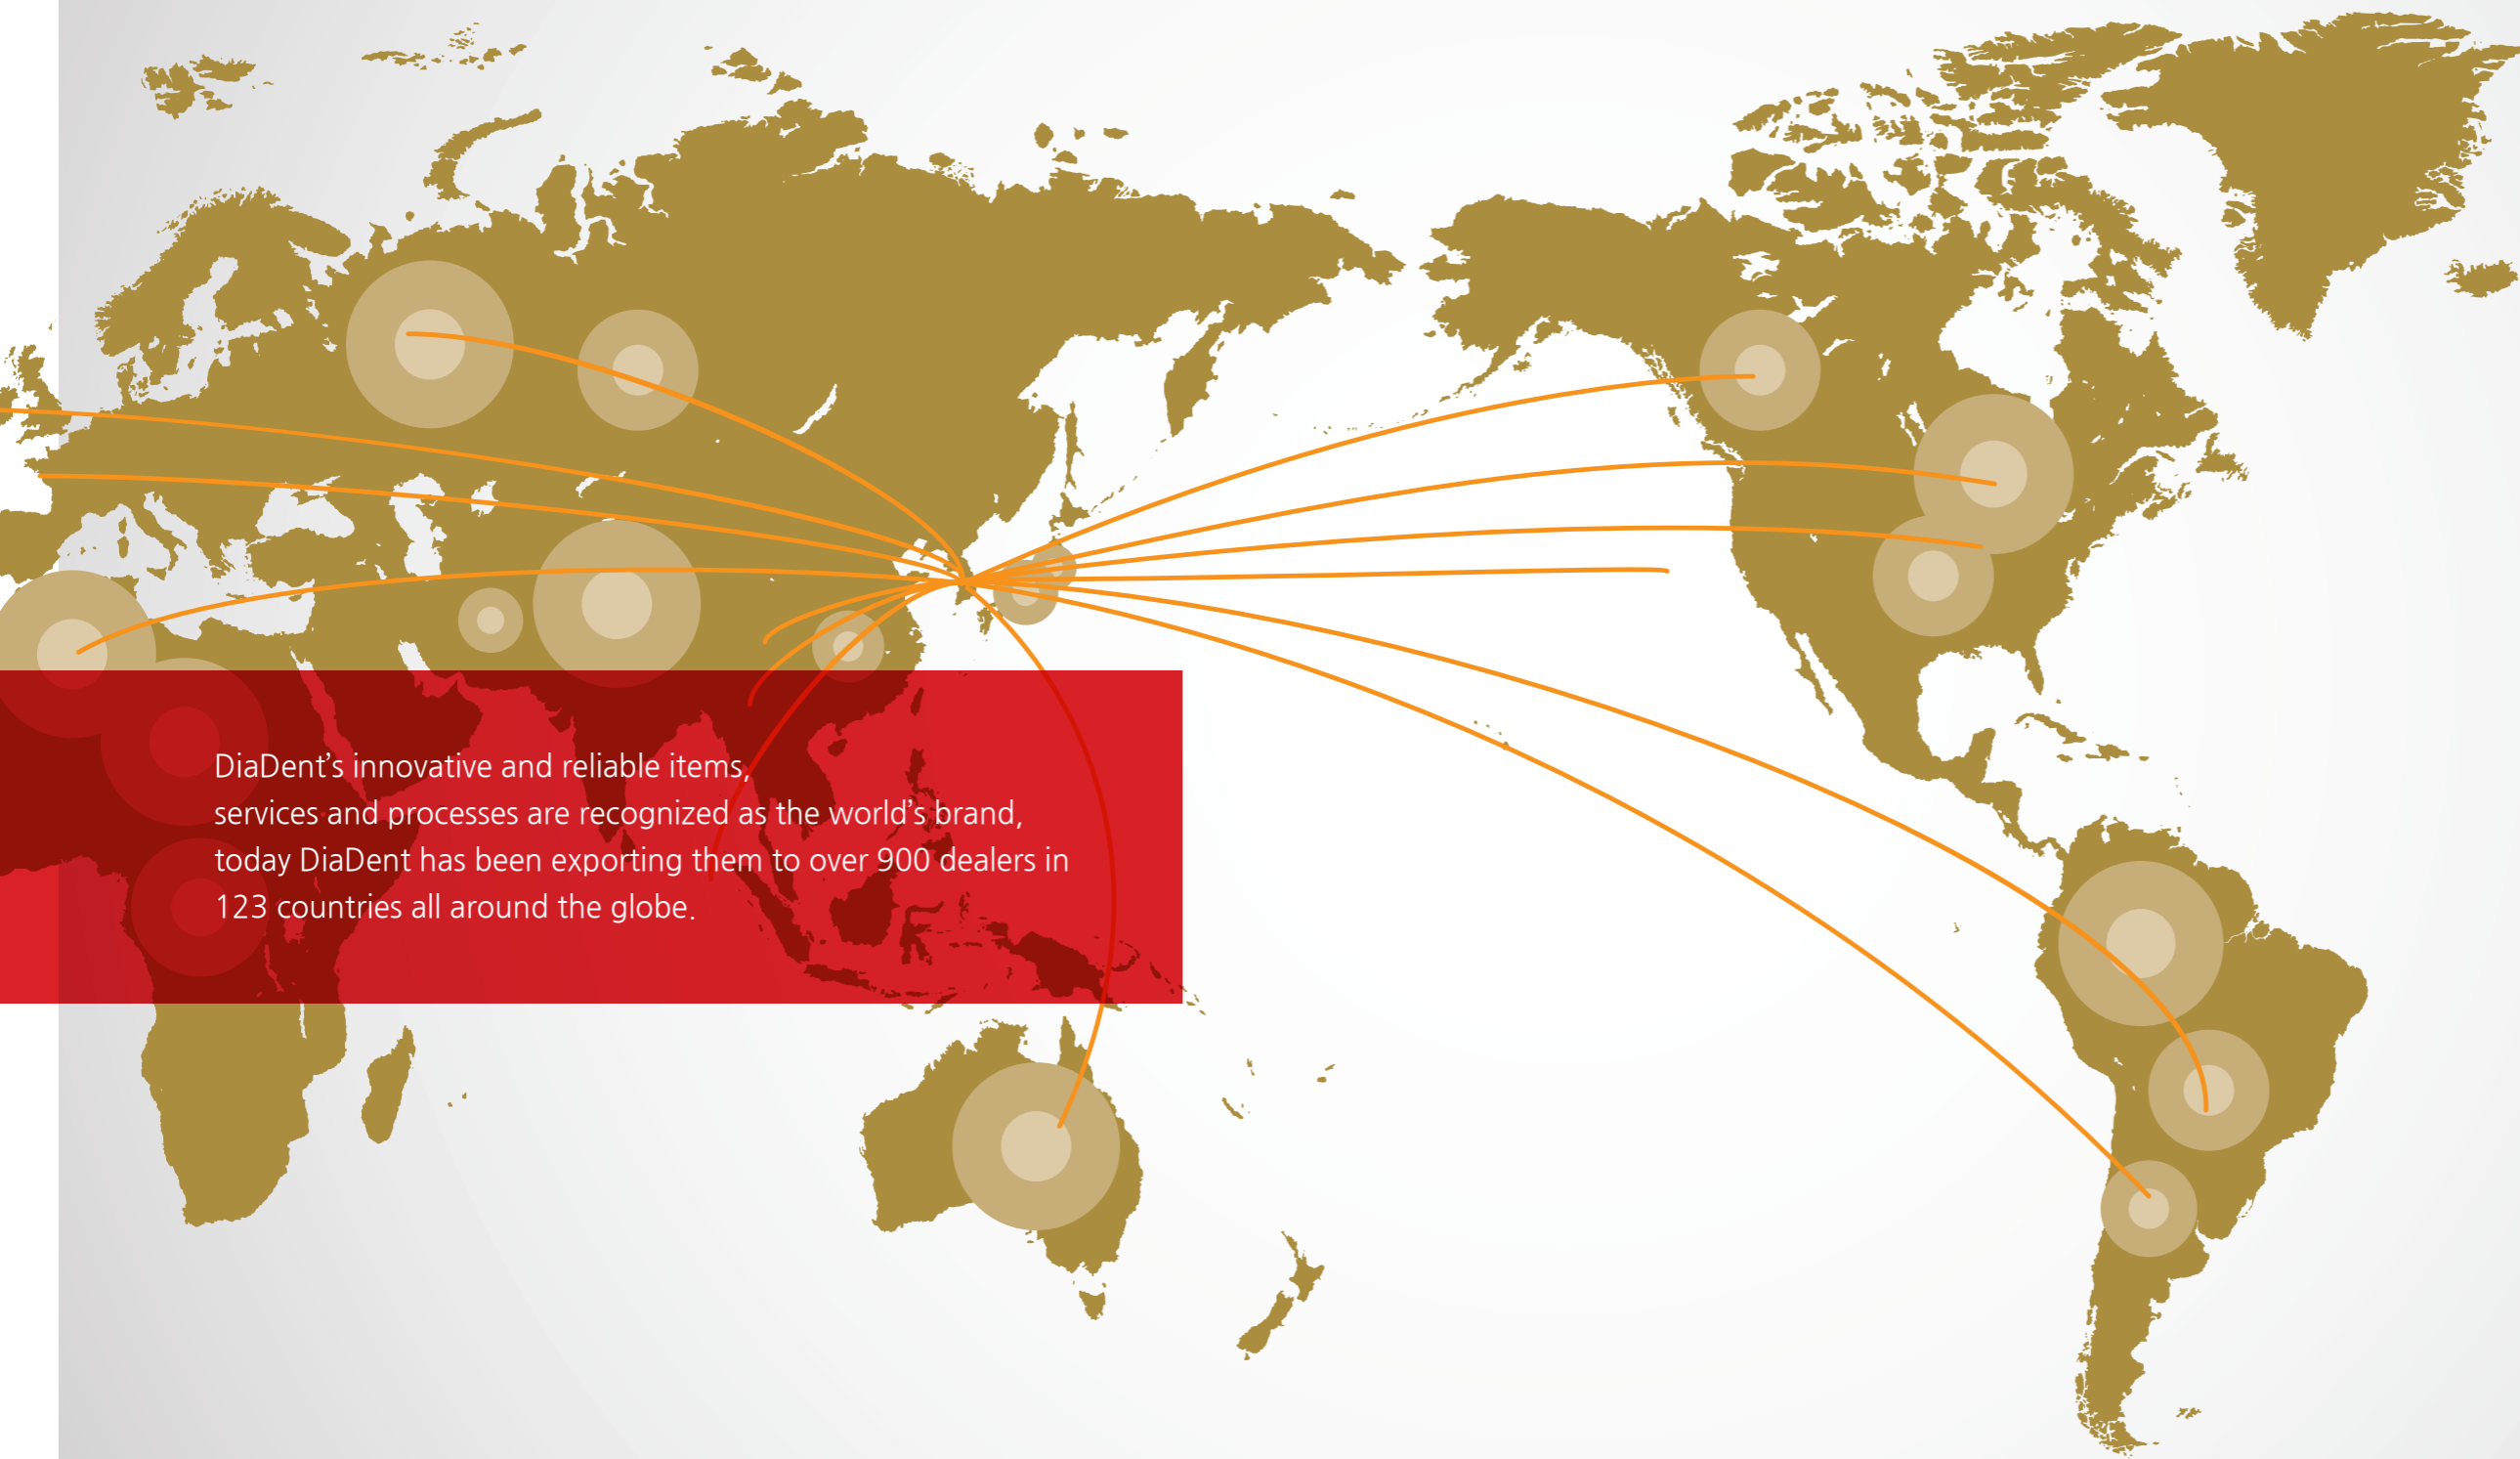 DiaDent’s innovative and reliable items,
services and processes are recognized as the world’s brand,
today DiaDent has been exporting them to over 900 dealers in
123 countries all around the globe.